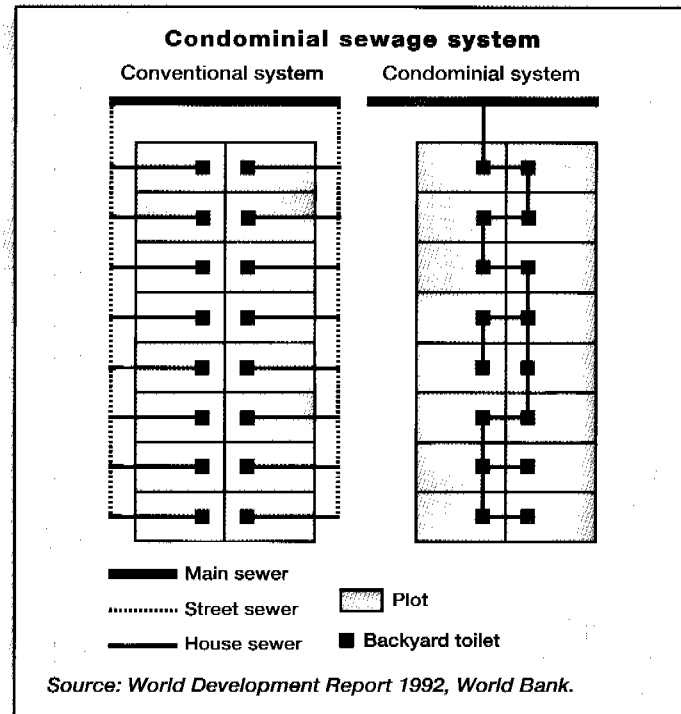 Condominial sewage system
Conventional system
Condominial system
Main sewer
Street sewer
House sewer
Plot
Backyard toilet
Source: World Development Report 1992, World Bank.